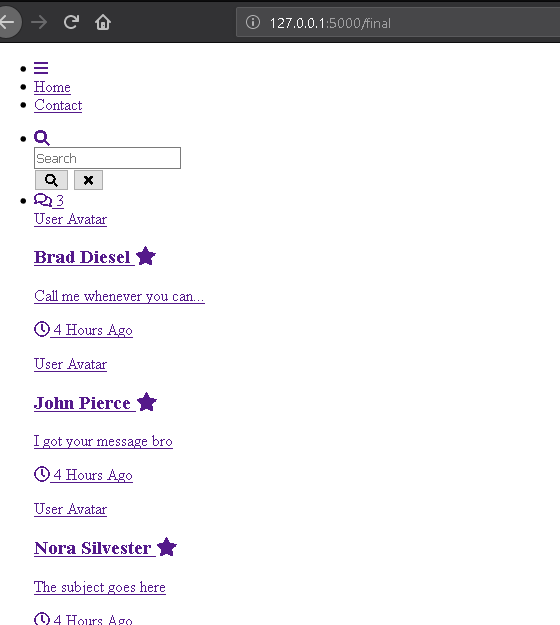 127.0.0.1:5000/final
Home
Contact
Search
3
User Avatar
Brad Diesel
Call me whenever you can...
4 Hours Ago
User Avatar
John Pierce
I got your message bro
4 Hours Ago
User Avatar
Nora Silvester
The subject goes here
4 Hours Ago